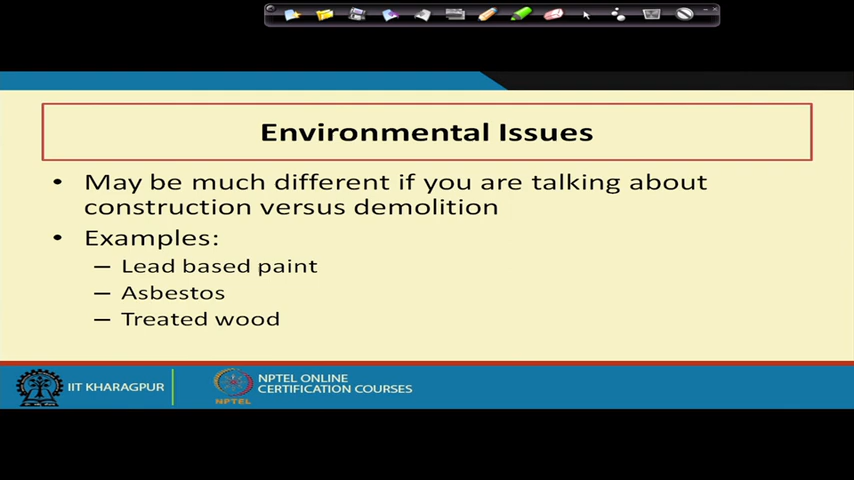 Environmental Issues
• May be much different if you are talking about
construction versus demolition
• Examples:
– Lead based paint
– Asbestos
– Treated wood
IIT KHARAGPUR
NPTEL ONLINE
CERTIFICATION COURSES
NPTEL